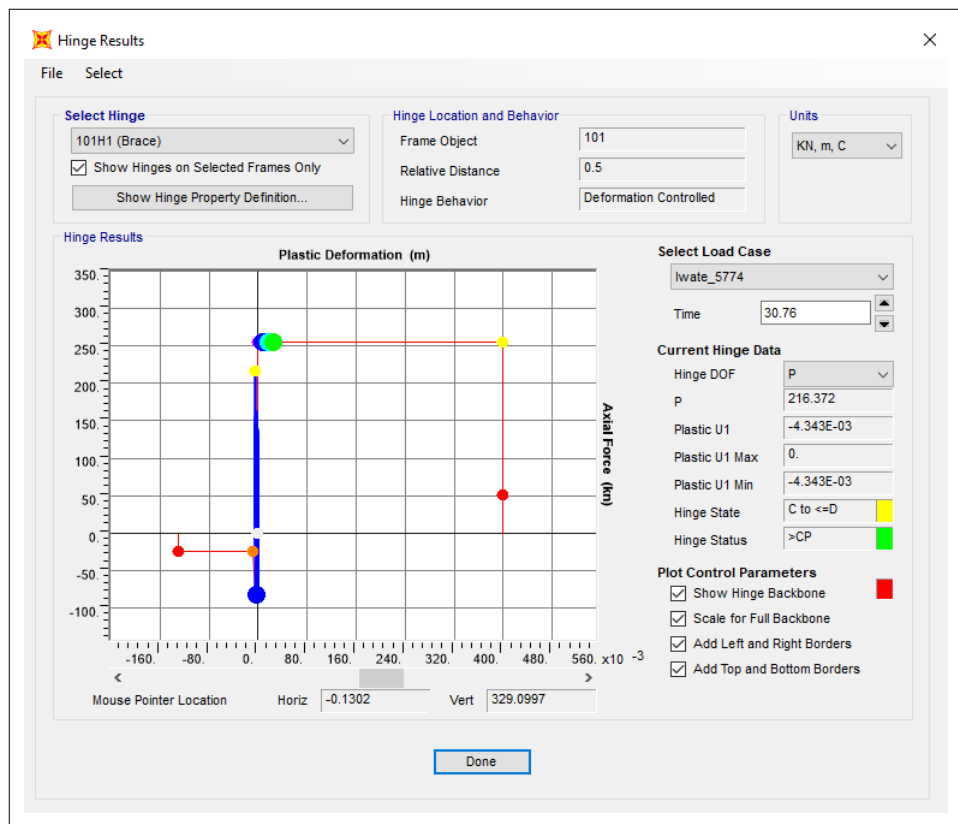 Hinge Results
File Select
Select Hinge
101H1 (Brace)
Show Hinges on Selected Frames Only
Show Hinge Property Definition...
Hinge Location and Behavior
Frame Object 101
Relative Distance 0.5
Hinge Behavior Deformation Controlled
Units
KN, m, C
Hinge Results
Plastic Deformation (m)
350.
300.
250.
200.
150.
100.
50.
0.
-50.
-100.
-160. -80. 0. 80. 160. 240. 320. 400. 480. 560. x10 -3
Axial Force (kn)
Mouse Pointer Location Horiz -0.1302 Vert 329.0997
Select Load Case
Iwate_5774
Time 30.76
Current Hinge Data
Hinge DOF P
P 216.372
Plastic U1 -4.343E-03
Plastic U1 Max 0.
Plastic U1 Min -4.343E-03
Hinge State C to <=D
Hinge Status >CP
Plot Control Parameters
Show Hinge Backbone
Scale for Full Backbone
Add Left and Right Borders
Add Top and Bottom Borders
Done